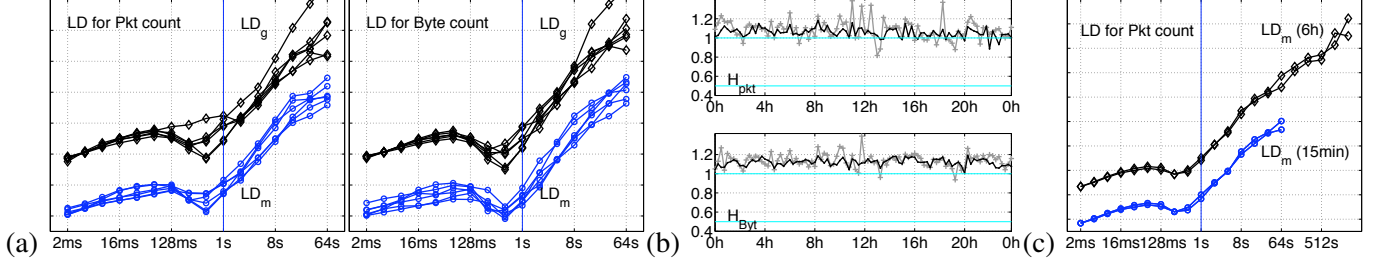 (a)
LD for Pkt count
LD_g
LD_m
2ms 16ms 128ms 1s 8s 64s
LD for Byte count
LD_g
LD_m
2ms 16ms 128ms 1s 8s 64s
(b)
1.2
1
0.8
0.6
0.4
H_pkt
0h 4h 8h 12h 16h 20h 0h
1.2
1
0.8
0.6
0.4
H_Byt
0h 4h 8h 12h 16h 20h 0h
(c)
LD for Pkt count
LD_m (6h)
LD_m (15min)
2ms 16ms 128ms 1s 8s 64s 512s